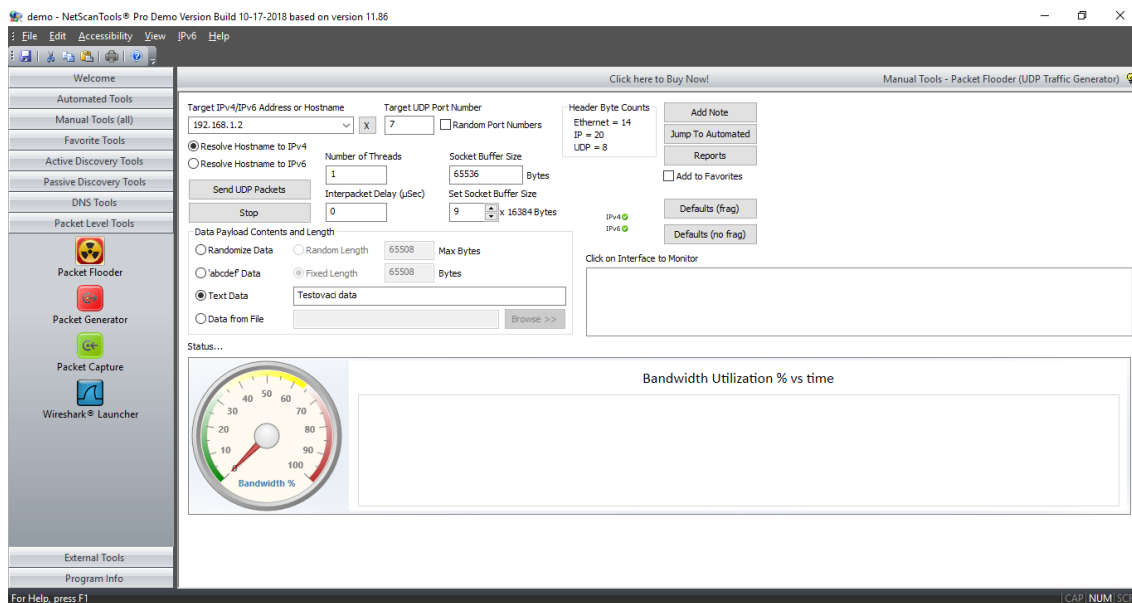 demo - NetScanTools® Pro Demo Version Build 10-17-2018 based on version 11.86
File Edit Accessibility View IPv6 Help
Welcome
Automated Tools
Manual Tools (all)
Favorite Tools
Active Discovery Tools
Passive Discovery Tools
DNS Tools
Packet Level Tools
Packet Flooder
Packet Generator
Packet Capture
Wireshark® Launcher
External Tools
Program Info
Click here to Buy Now! Manual Tools - Packet Flooder (UDP Traffic Generator)
Target IPv4/IPv6 Address or Hostname Target UDP Port Number
192.168.1.2 X 7 Random Port Numbers
Resolve Hostname to IPv4
Resolve Hostname to IPv6
Number of Threads Socket Buffer Size
1 65536 Bytes
Send UDP Packets Interpacket Delay (µSec) Set Socket Buffer Size
Stop 0 9 x 16384 Bytes
Header Byte Counts
Ethernet = 14
IP = 20
UDP = 8
Add Note
Jump To Automated
Reports
Add to Favorites
IPv4
IPv6
Defaults (frag)
Defaults (no frag)
Data Payload Contents and Length
Randomize Data Random Length 65508 Max Bytes
'abcdef' Data Fixed Length 65508 Bytes
Text Data Testovaci data
Data from File Browse >>
Click on Interface to Monitor
Status...
0 10 20 30 40 50 60 70 80 90 100
Bandwidth %
Bandwidth Utilization % vs time
For Help, press F1 CAP NUM SCR